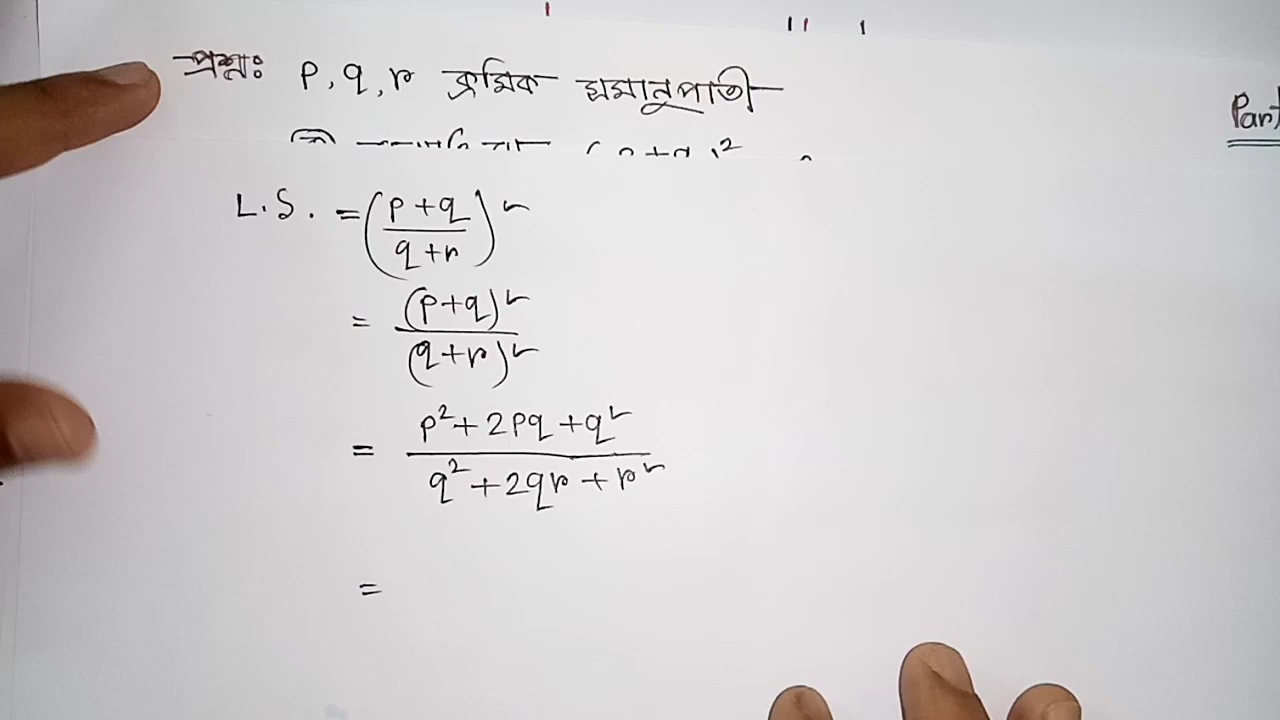 প্রশ্নঃ p, q, r ক্রমিক সমানুপাতী
Part
L.S. = ((p+q)/(q+r))²
= (p+q)²/(q+r)²
= (p²+2pq+q²)/(q²+2qr+r²)
=